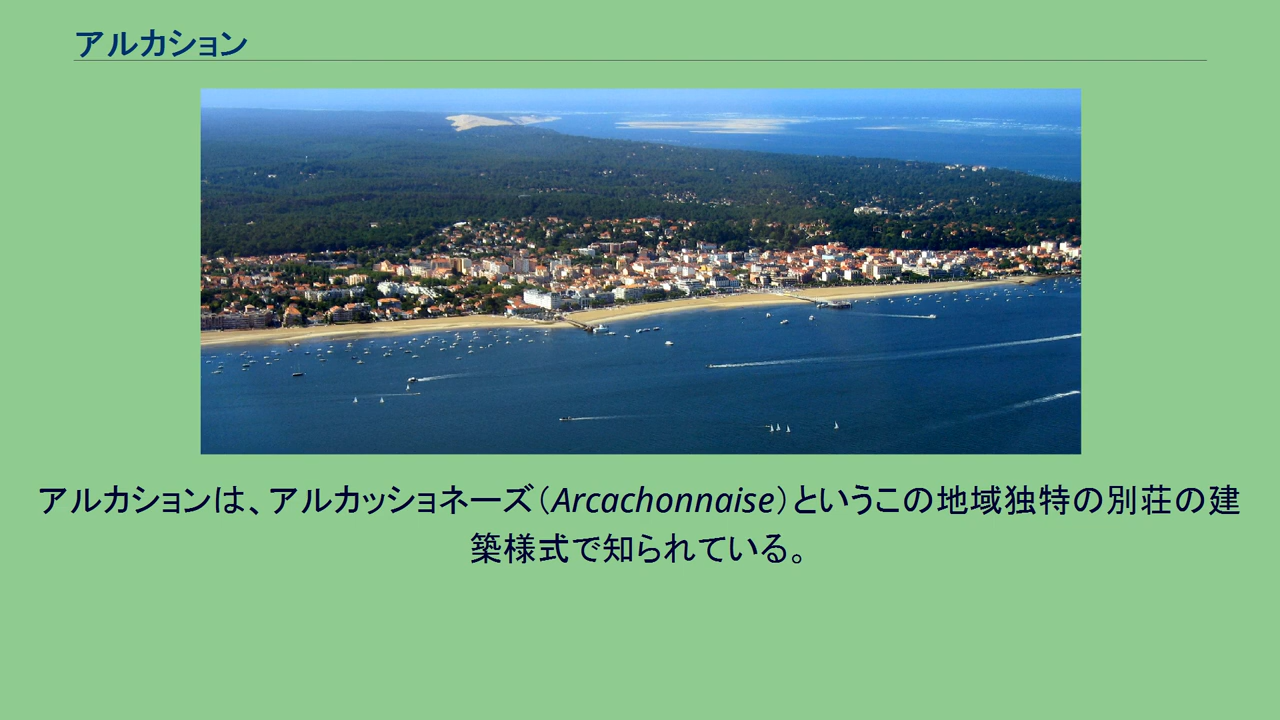 アルカション
アルカションは、アルカッショネーズ（Arcachonnaise）というこの地域独特の別荘の建
築様式で知られている。